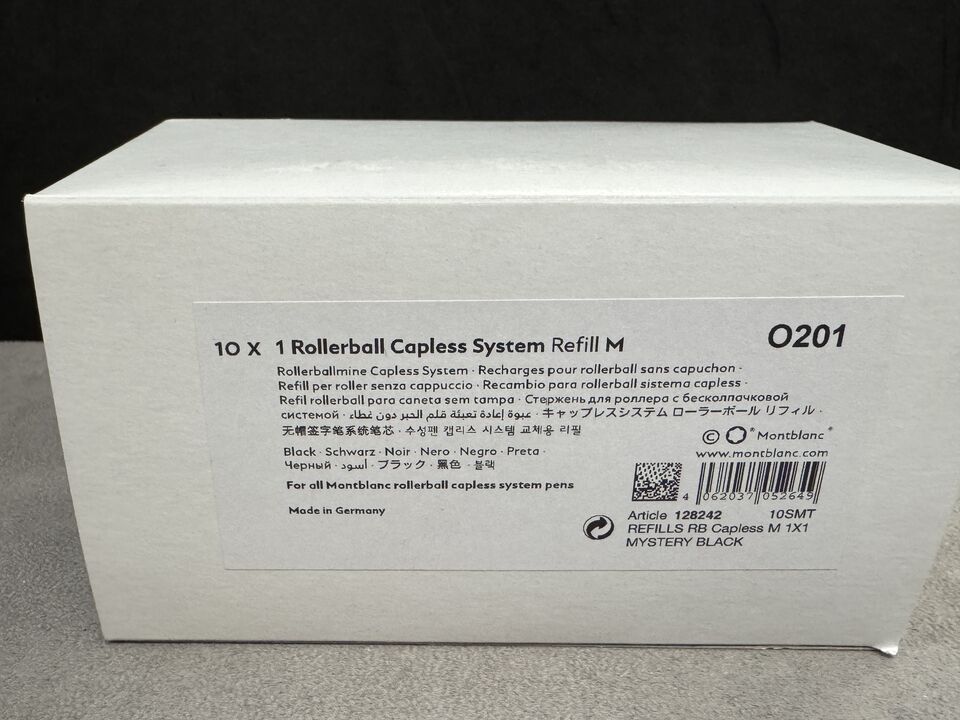 10 X 1 Rollerball Capless System Refill M
O201
Rollerballmine Capless System · Recharges pour rollerball sans capuchon ·
Refill per roller senza cappuccio · Recambio para rollerball sistema capless ·
Refil rollerball para caneta sem tampa · Стержень для роллера с бесколпачковой
системой · عبوة إعادة تعبئة قلم الحبر دون غطاء · キャップレスシステム ローラーボール リフィル ·
无帽签字笔系统笔芯 · 수성펜 캡리스 시스템 교체용 리필
Black · Schwarz · Noir · Nero · Negro · Preta ·
Черный · أسود · ブラック · 黑色 · 블랙
For all Montblanc rollerball capless system pens
Made in Germany
© ® Montblanc ®
www.montblanc.com
4 062037 052649
Article 128242 10SMT
REFILLS RB Capless M 1X1
MYSTERY BLACK